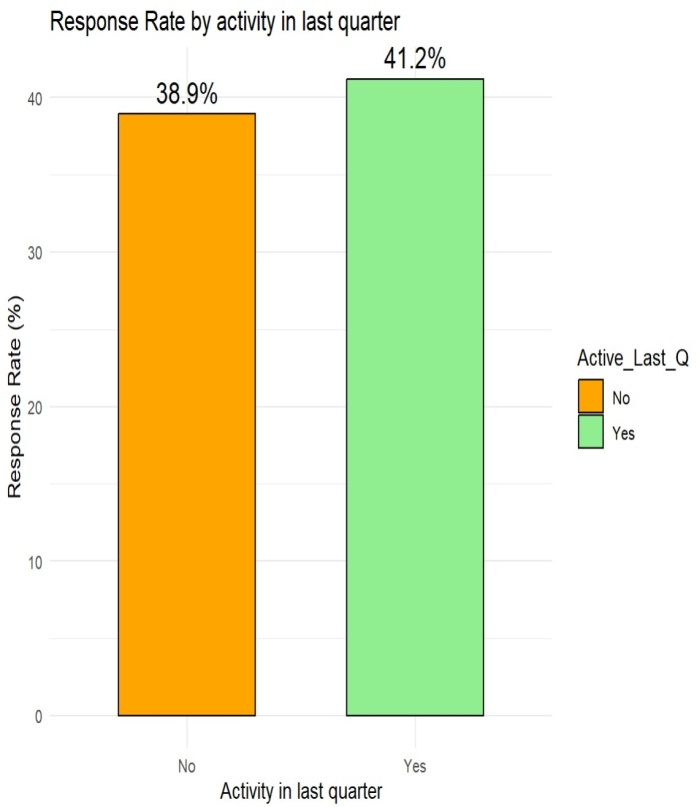 Response Rate by activity in last quarter
41.2%
38.9%
40
30
20
10
0
Response Rate (%)
No
Yes
Activity in last quarter
Active_Last_Q
No
Yes